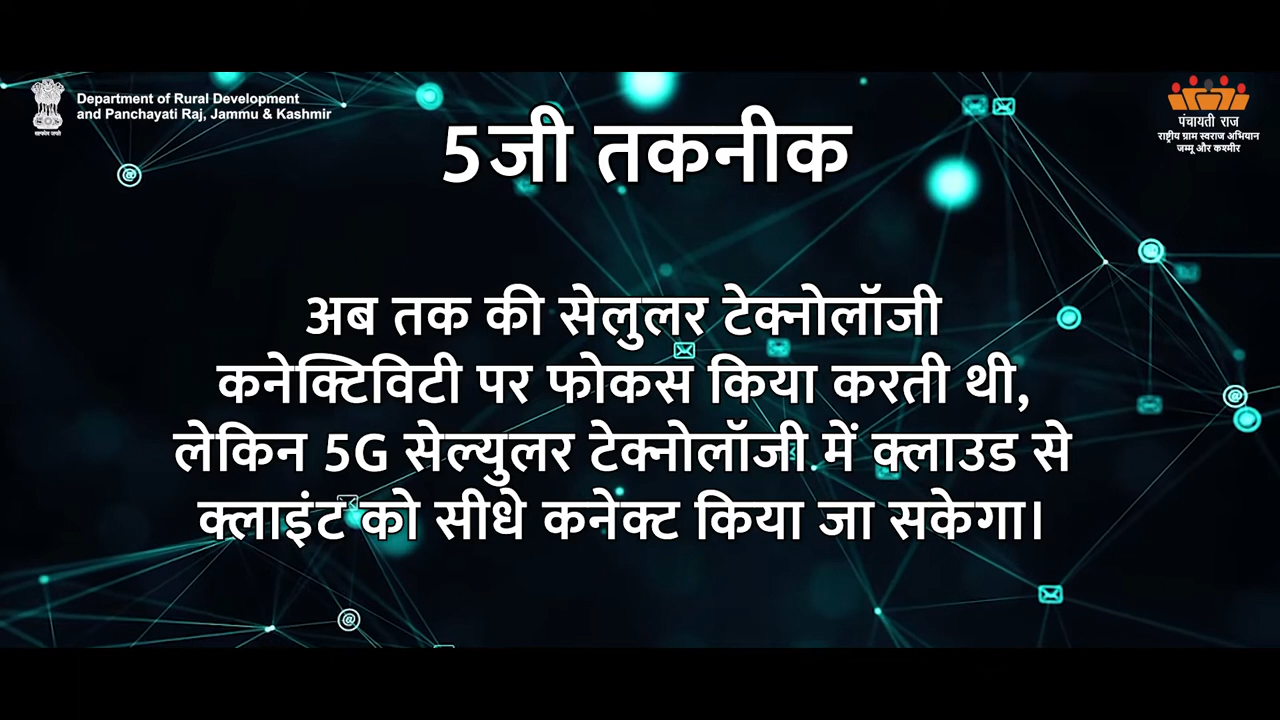 Department of Rural Development
and Panchayati Raj, Jammu & Kashmir
पंचायती राज
राष्ट्रीय ग्राम स्वराज अभियान
जम्मू और कश्मीर
5जी तकनीक
अब तक की सेलुलर टेक्नोलॉजी
कनेक्टिविटी पर फोकस किया करती थी,
लेकिन 5G सेल्युलर टेक्नोलॉजी में क्लाउड से
क्लाइंट को सीधे कनेक्ट किया जा सकेगा।